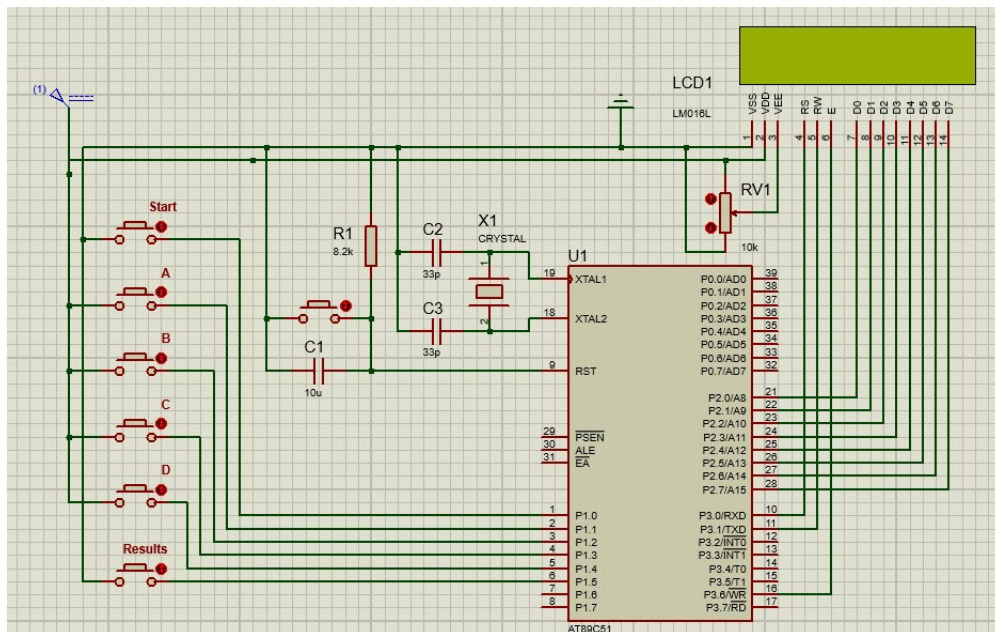 (1)
LCD1
LM016L
VSS
VDD
VEE
RS
RW
E
D0
D1
D2
D3
D4
D5
D6
D7
1
2
3
4
5
6
7
8
9
10
11
12
13
14
RV1
10k
Start
A
B
C
D
Results
R1
8.2k
C1
10u
C2
33p
C3
33p
X1
CRYSTAL
1
2
U1
19 XTAL1
18 XTAL2
9 RST
29 PSEN
30 ALE
31 EA
1 P1.0
2 P1.1
3 P1.2
4 P1.3
5 P1.4
6 P1.5
7 P1.6
8 P1.7
P0.0/AD0 39
P0.1/AD1 38
P0.2/AD2 37
P0.3/AD3 36
P0.4/AD4 35
P0.5/AD5 34
P0.6/AD6 33
P0.7/AD7 32
P2.0/A8 21
P2.1/A9 22
P2.2/A10 23
P2.3/A11 24
P2.4/A12 25
P2.5/A13 26
P2.6/A14 27
P2.7/A15 28
P3.0/RXD 10
P3.1/TXD 11
P3.2/INT0 12
P3.3/INT1 13
P3.4/T0 14
P3.5/T1 15
P3.6/WR 16
P3.7/RD 17
AT89C51